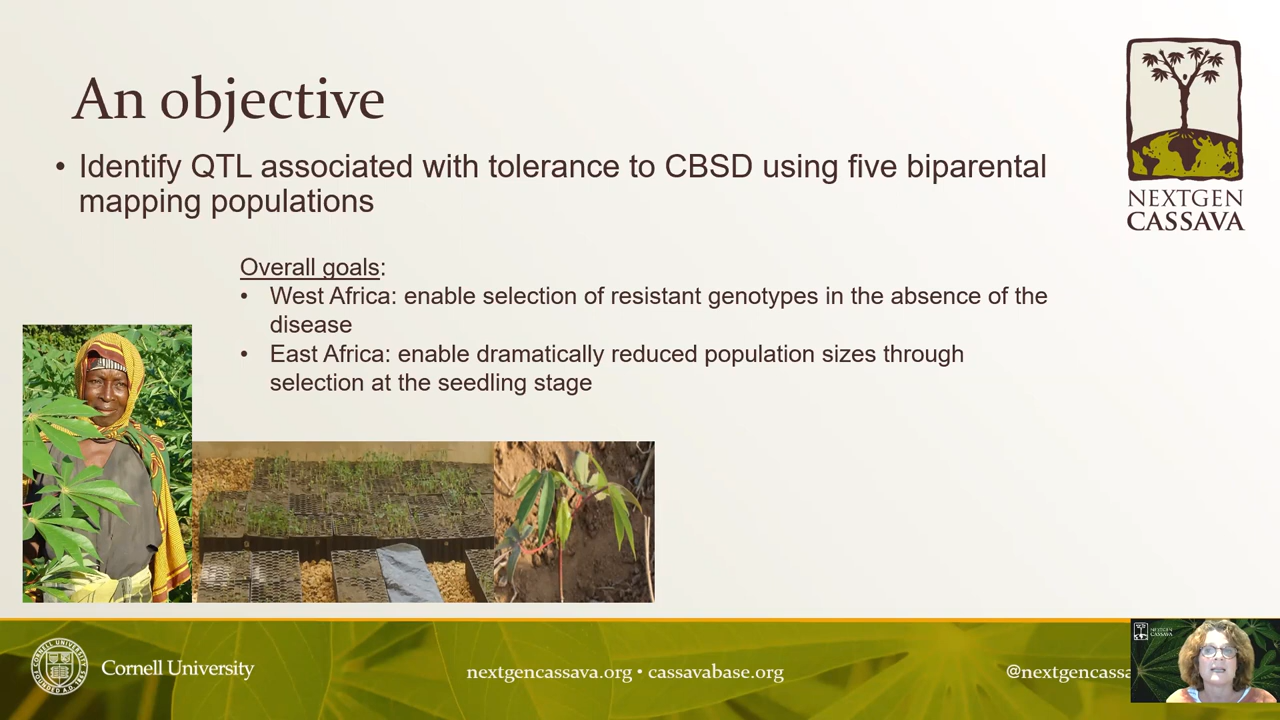 An objective
• Identify QTL associated with tolerance to CBSD using five biparental
mapping populations
NEXTGEN
CASSAVA
Overall goals:
• West Africa: enable selection of resistant genotypes in the absence of the
disease
• East Africa: enable dramatically reduced population sizes through
selection at the seedling stage
Cornell University
nextgencassava.org • cassavabase.org
@nextgencassa
NEXTGEN
CASSAVA